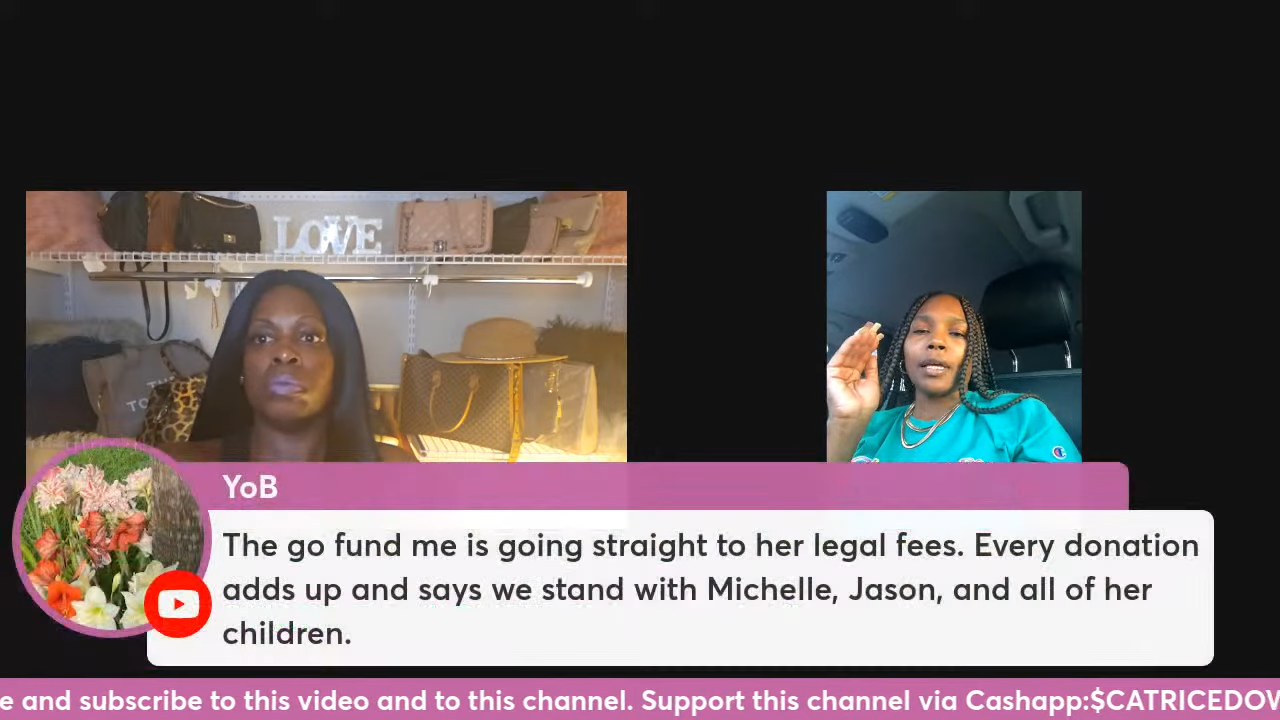 LOVE
YoB
The go fund me is going straight to her legal fees. Every donation
adds up and says we stand with Michelle, Jason, and all of her
children.
e and subscribe to this video and to this channel. Support this channel via Cashapp:$CATRICEDOW